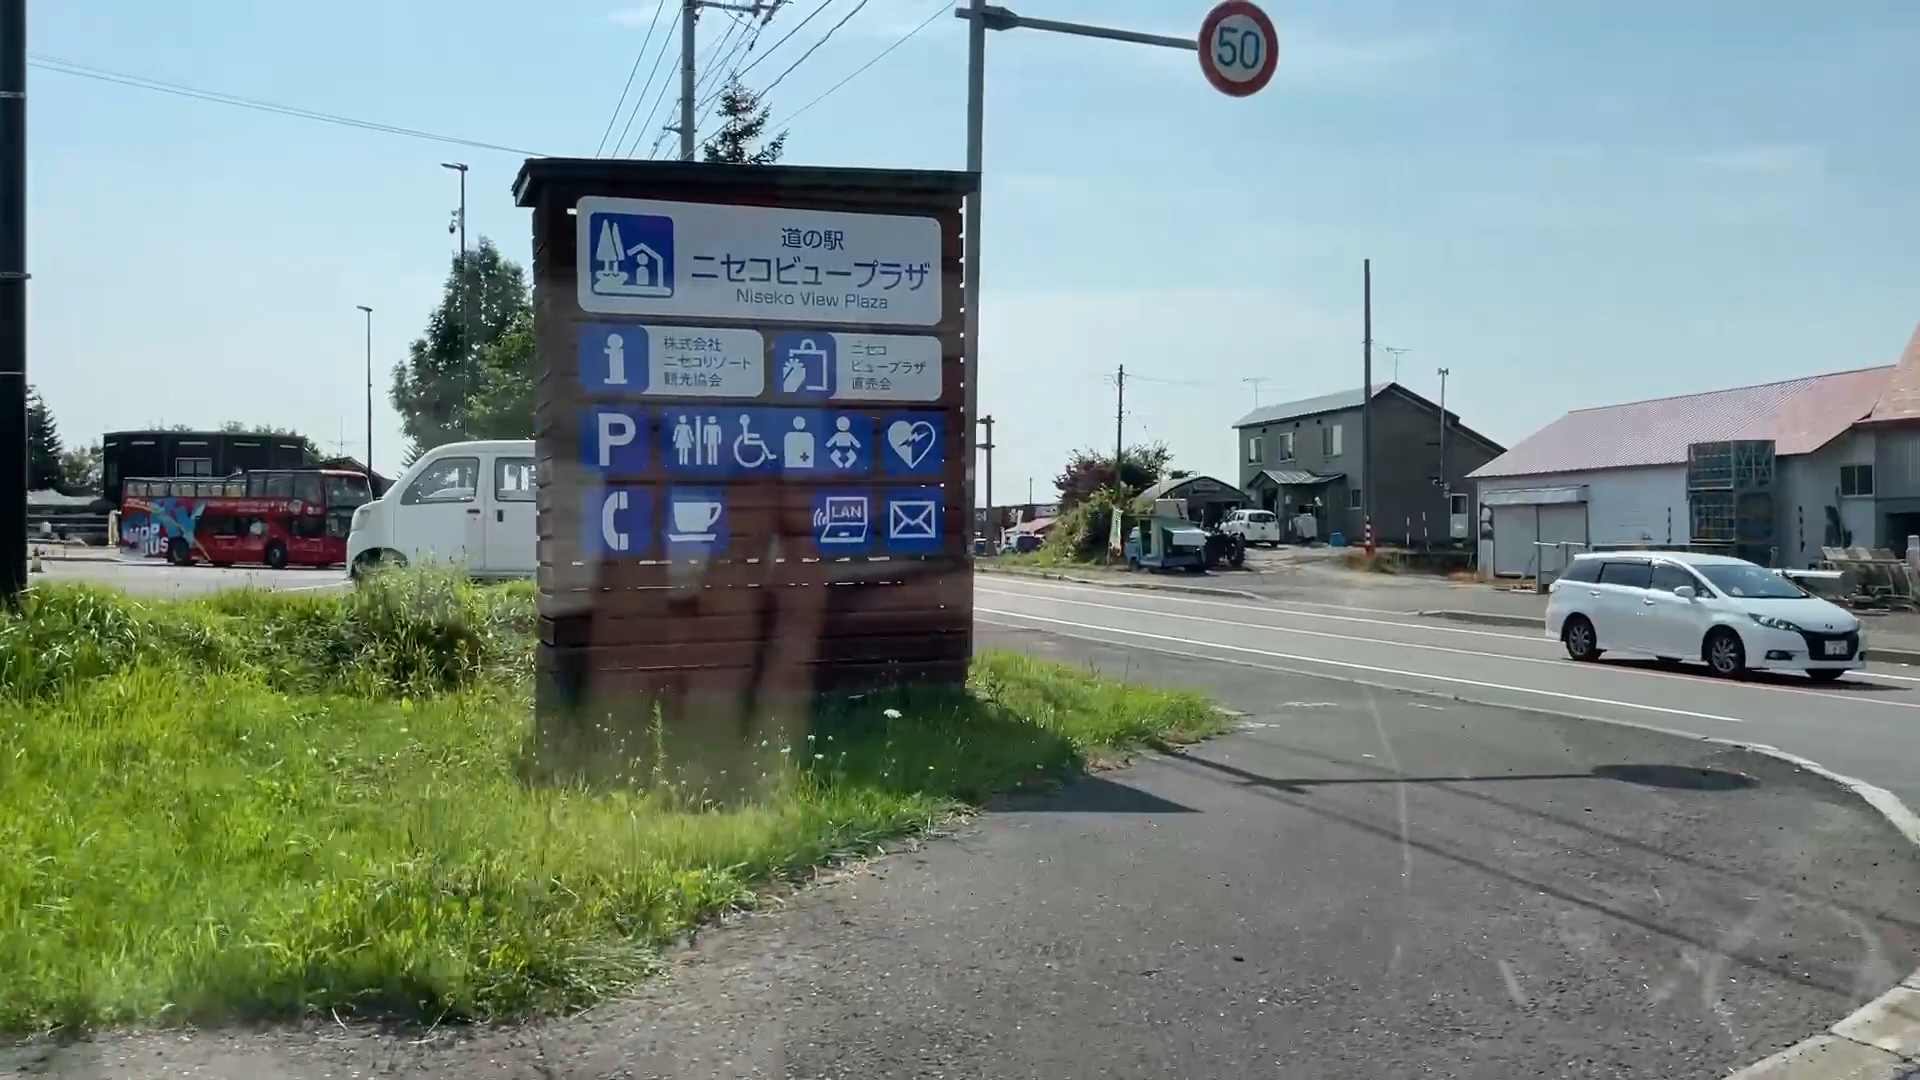 50
道の駅
ニセコビュープラザ
Niseko View Plaza
株式会社
ニセコリゾート
観光協会
ニセコ
ビュープラザ
直売会
P
LAN